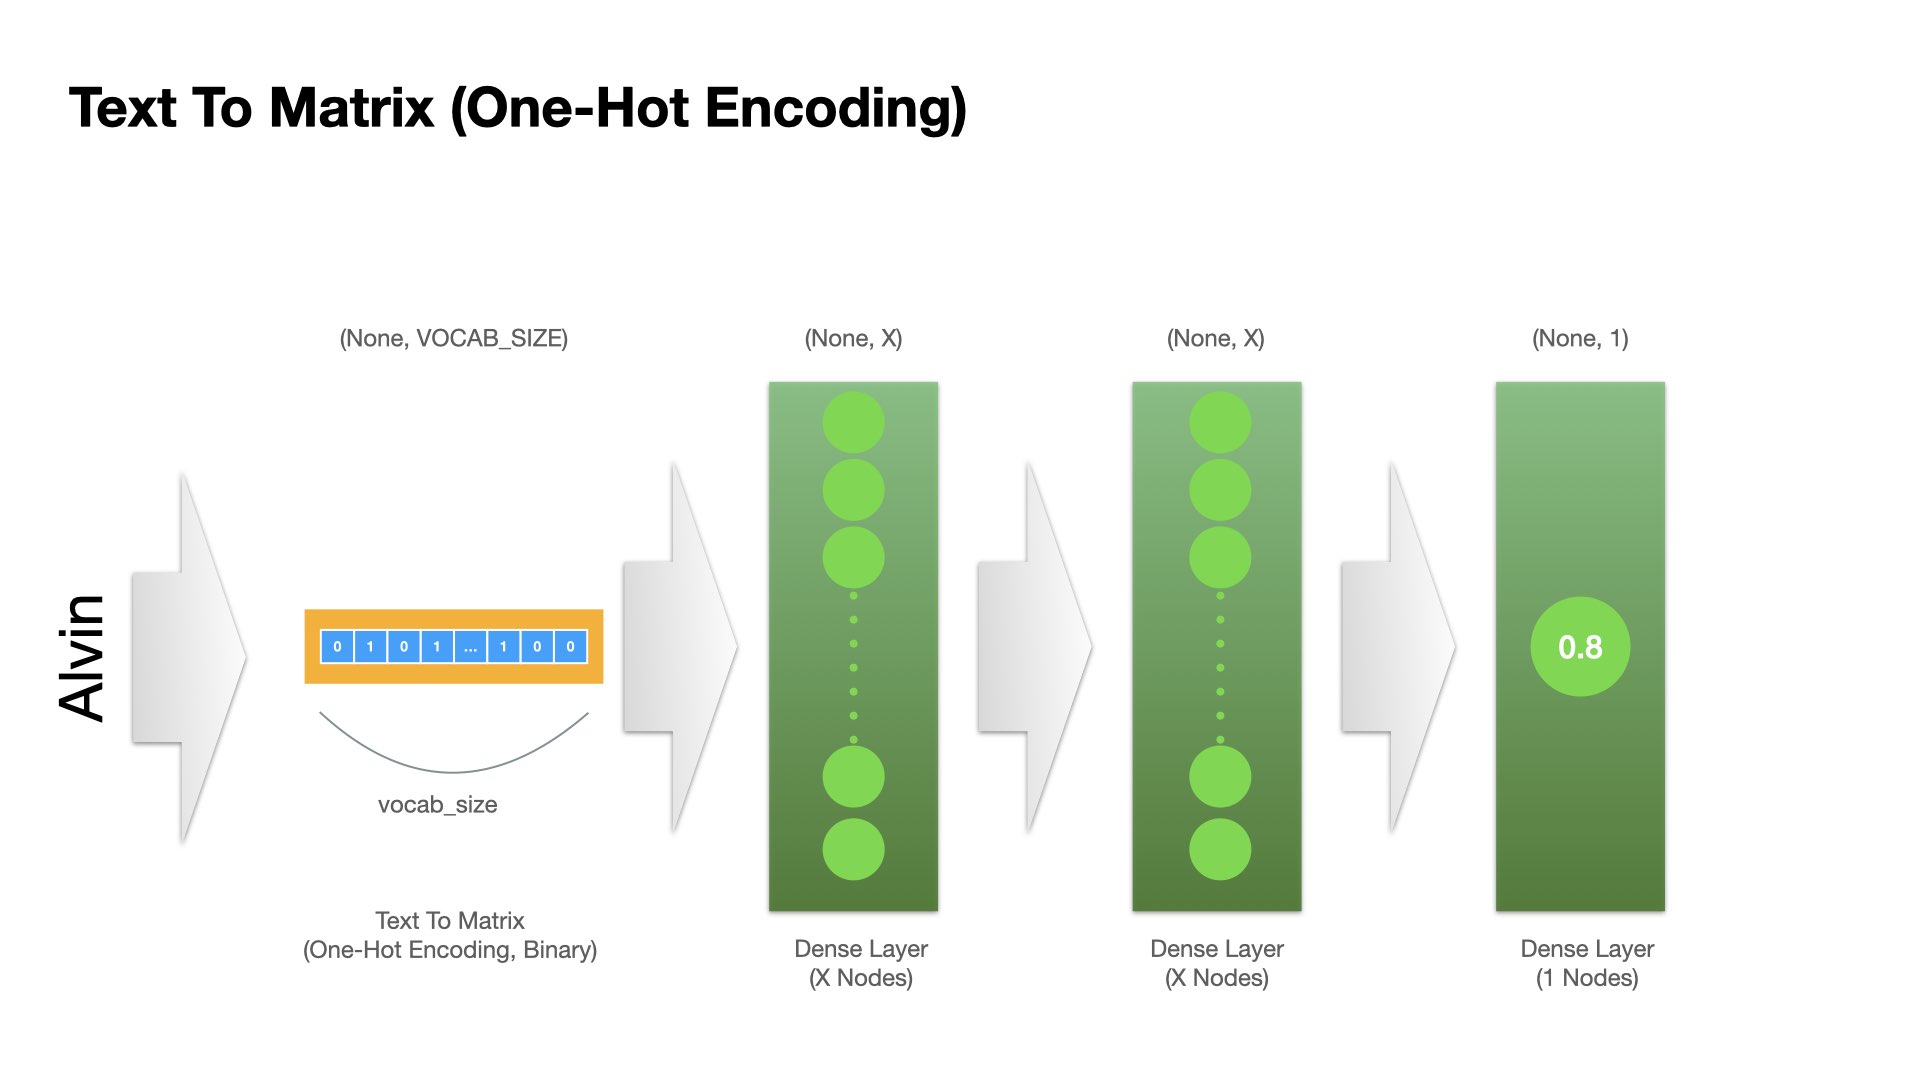 Text To Matrix (One-Hot Encoding)
(None, VOCAB_SIZE)
(None, X)
(None, X)
(None, 1)
Alvin
0 1 0 1 ... 1 0 0
0.8
vocab_size
Text To Matrix
(One-Hot Encoding, Binary)
Dense Layer
(X Nodes)
Dense Layer
(X Nodes)
Dense Layer
(1 Nodes)